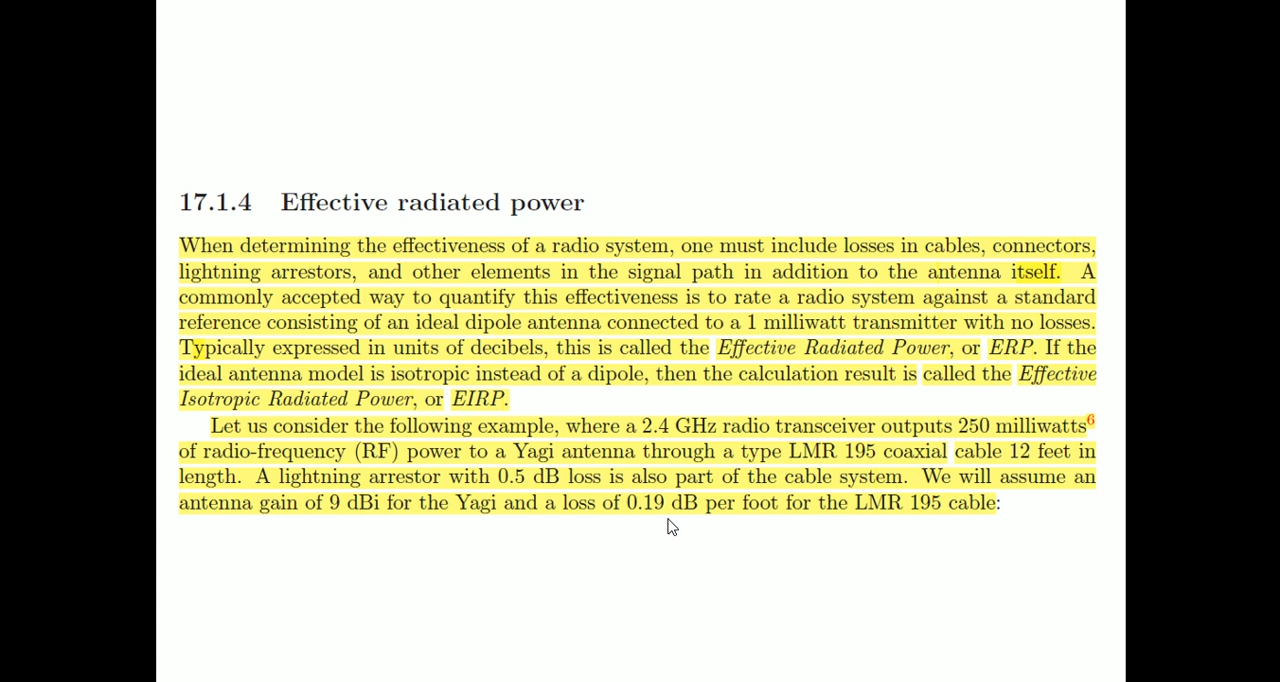 17.1.4 Effective radiated power
When determining the effectiveness of a radio system, one must include losses in cables, connectors,
lightning arrestors, and other elements in the signal path in addition to the antenna itself. A
commonly accepted way to quantify this effectiveness is to rate a radio system against a standard
reference consisting of an ideal dipole antenna connected to a 1 milliwatt transmitter with no losses.
Typically expressed in units of decibels, this is called the Effective Radiated Power, or ERP. If the
ideal antenna model is isotropic instead of a dipole, then the calculation result is called the Effective
Isotropic Radiated Power, or EIRP.
Let us consider the following example, where a 2.4 GHz radio transceiver outputs 250 milliwatts6
of radio-frequency (RF) power to a Yagi antenna through a type LMR 195 coaxial cable 12 feet in
length. A lightning arrestor with 0.5 dB loss is also part of the cable system. We will assume an
antenna gain of 9 dBi for the Yagi and a loss of 0.19 dB per foot for the LMR 195 cable: